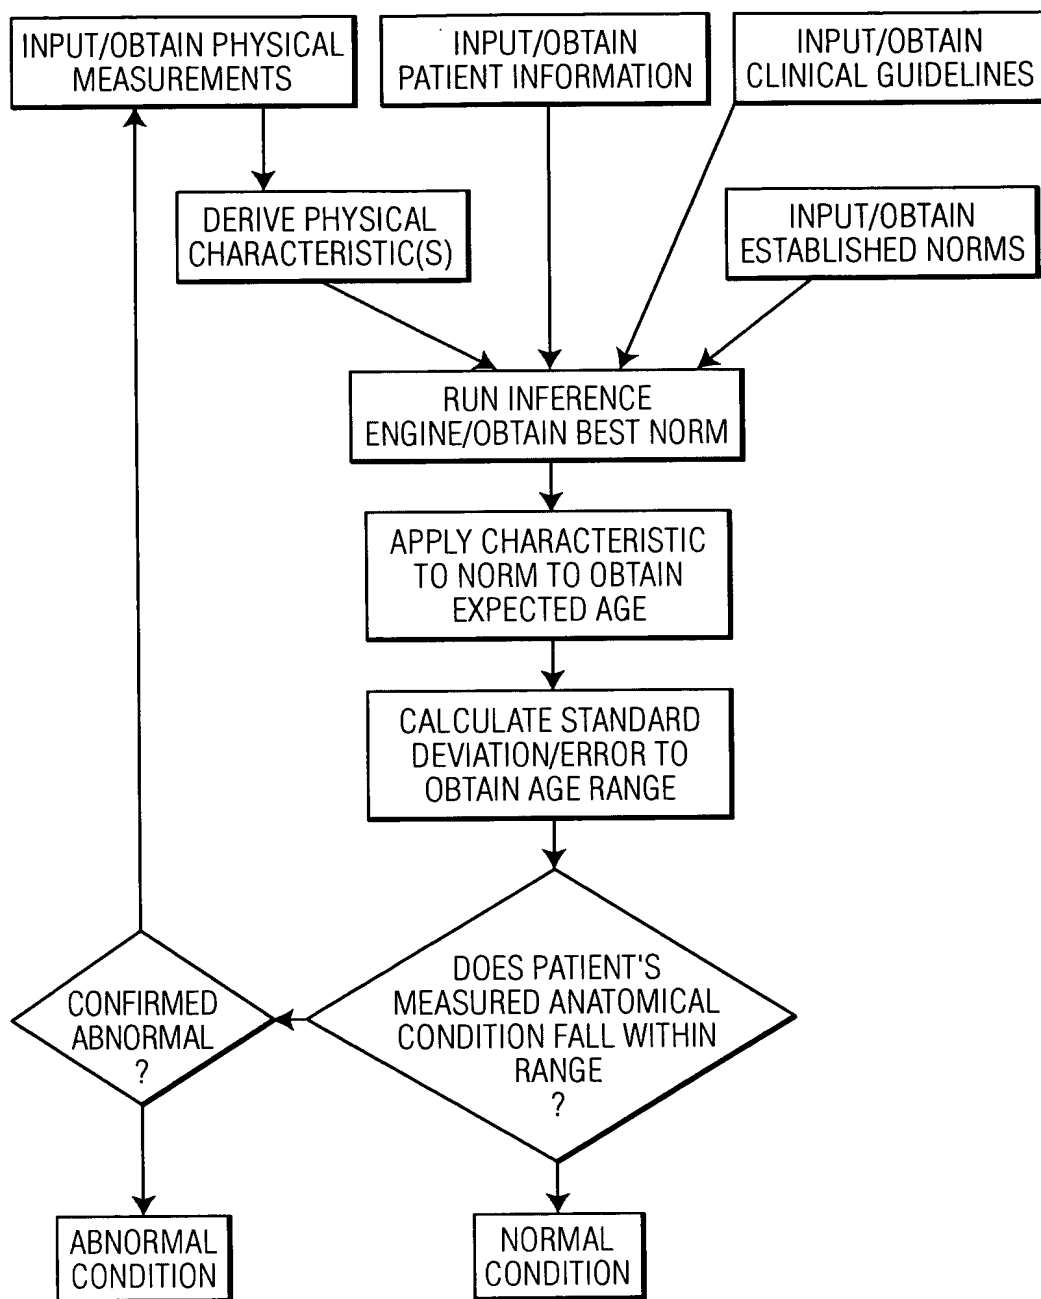 INPUT/OBTAIN PHYSICAL
MEASUREMENTS
INPUT/OBTAIN
PATIENT INFORMATION
INPUT/OBTAIN
CLINICAL GUIDELINES
DERIVE PHYSICAL
CHARACTERISTIC(S)
INPUT/OBTAIN
ESTABLISHED NORMS
RUN INFERENCE
ENGINE/OBTAIN BEST NORM
APPLY CHARACTERISTIC
TO NORM TO OBTAIN
EXPECTED AGE
CALCULATE STANDARD
DEVIATION/ERROR TO
OBTAIN AGE RANGE
DOES PATIENT'S
MEASURED ANATOMICAL
CONDITION FALL WITHIN
RANGE
?
CONFIRMED
ABNORMAL
?
ABNORMAL
CONDITION
NORMAL
CONDITION